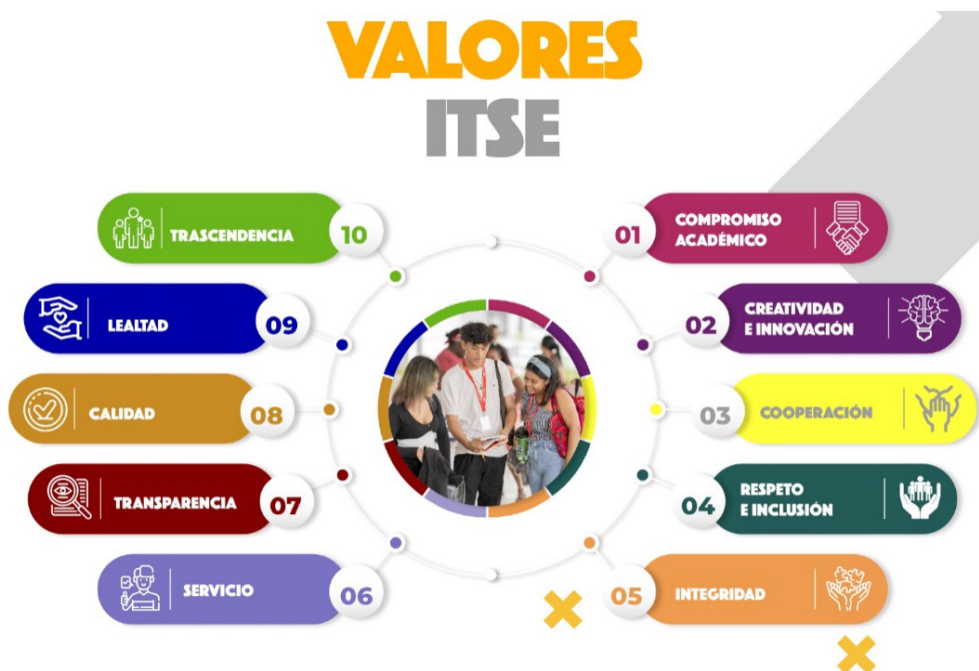 VALORES
ITSE
01
COMPROMISO
ACADÉMICO
02
CREATIVIDAD
E INNOVACIÓN
03
COOPERACIÓN
04
RESPETO
E INCLUSIÓN
05
INTEGRIDAD
06
SERVICIO
07
TRANSPARENCIA
08
CALIDAD
09
LEALTAD
10
TRASCENDENCIA